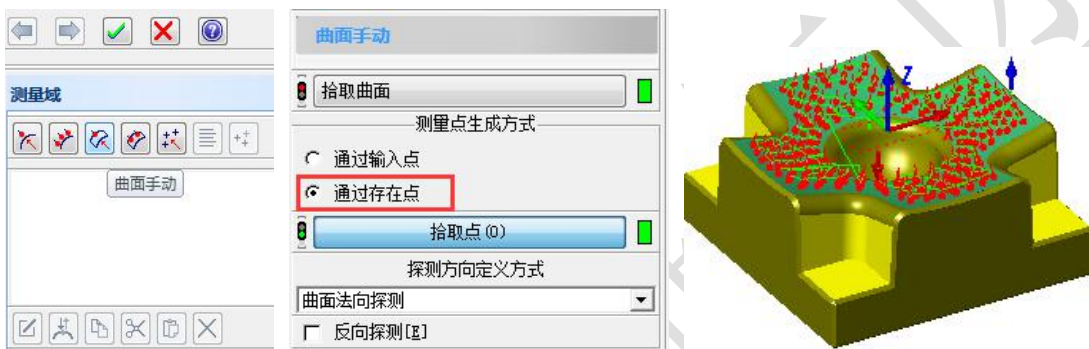 测量域
曲面手动
曲面手动
拾取曲面
测量点生成方式
通过输入点
通过存在点
拾取点(0)
探测方向定义方式
曲面法向探测
反向探测[E]
Z